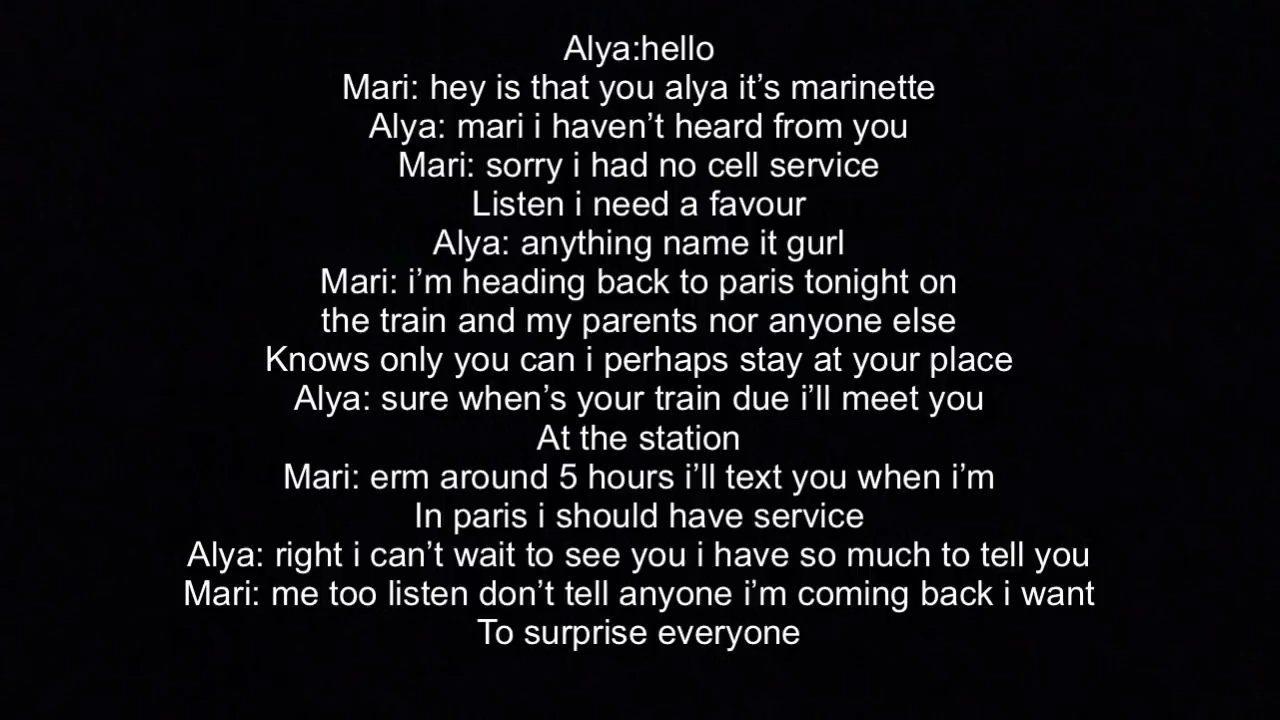 Alya:hello
Mari: hey is that you alya it’s marinette
Alya: mari i haven’t heard from you
Mari: sorry i had no cell service
Listen i need a favour
Alya: anything name it gurl
Mari: i’m heading back to paris tonight on
the train and my parents nor anyone else
Knows only you can i perhaps stay at your place
Alya: sure when’s your train due i’ll meet you
At the station
Mari: erm around 5 hours i’ll text you when i’m
In paris i should have service
Alya: right i can’t wait to see you i have so much to tell you
Mari: me too listen don’t tell anyone i’m coming back i want
To surprise everyone